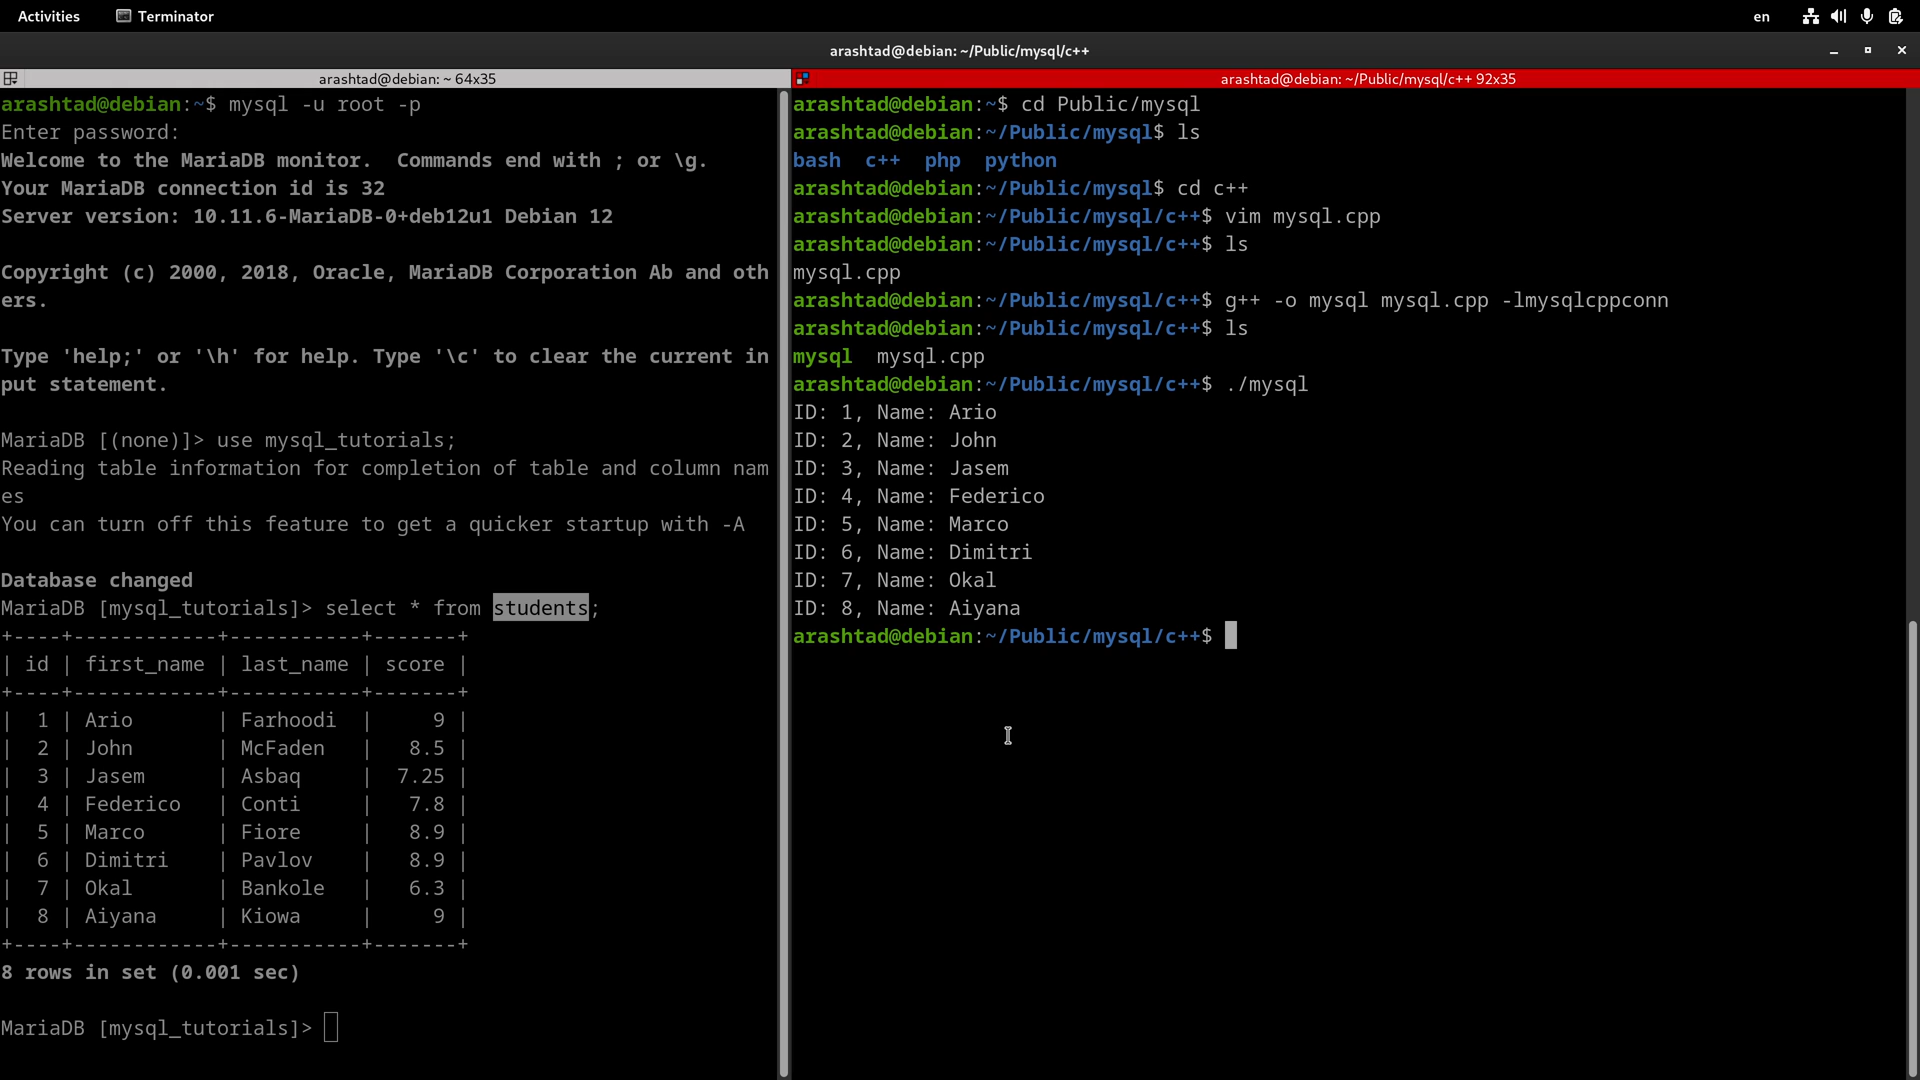 Activities Terminator en
arashtad@debian: ~/Public/mysql/c++
arashtad@debian: ~ 64x35
arashtad@debian:~$ mysql -u root -p
Enter password:
Welcome to the MariaDB monitor.  Commands end with ; or \g.
Your MariaDB connection id is 32
Server version: 10.11.6-MariaDB-0+deb12u1 Debian 12
Copyright (c) 2000, 2018, Oracle, MariaDB Corporation Ab and oth
ers.
Type 'help;' or '\h' for help. Type '\c' to clear the current in
put statement.
MariaDB [(none)]> use mysql_tutorials;
Reading table information for completion of table and column nam
es
You can turn off this feature to get a quicker startup with -A
Database changed
MariaDB [mysql_tutorials]> select * from students;
+----+------------+-----------+-------+
| id | first_name | last_name | score |
+----+------------+-----------+-------+
|  1 | Ario       | Farhoodi  |     9 |
|  2 | John       | McFaden   |   8.5 |
|  3 | Jasem      | Asbaq     |  7.25 |
|  4 | Federico   | Conti     |   7.8 |
|  5 | Marco      | Fiore     |   8.9 |
|  6 | Dimitri    | Pavlov    |   8.9 |
|  7 | Okal       | Bankole   |   6.3 |
|  8 | Aiyana     | Kiowa     |     9 |
+----+------------+-----------+-------+
8 rows in set (0.001 sec)
MariaDB [mysql_tutorials]>
arashtad@debian: ~/Public/mysql/c++ 92x35
arashtad@debian:~$ cd Public/mysql
arashtad@debian:~/Public/mysql$ ls
bash  c++  php  python
arashtad@debian:~/Public/mysql$ cd c++
arashtad@debian:~/Public/mysql/c++$ vim mysql.cpp
arashtad@debian:~/Public/mysql/c++$ ls
mysql.cpp
arashtad@debian:~/Public/mysql/c++$ g++ -o mysql mysql.cpp -lmysqlcppconn
arashtad@debian:~/Public/mysql/c++$ ls
mysql  mysql.cpp
arashtad@debian:~/Public/mysql/c++$ ./mysql
ID: 1, Name: Ario
ID: 2, Name: John
ID: 3, Name: Jasem
ID: 4, Name: Federico
ID: 5, Name: Marco
ID: 6, Name: Dimitri
ID: 7, Name: Okal
ID: 8, Name: Aiyana
arashtad@debian:~/Public/mysql/c++$